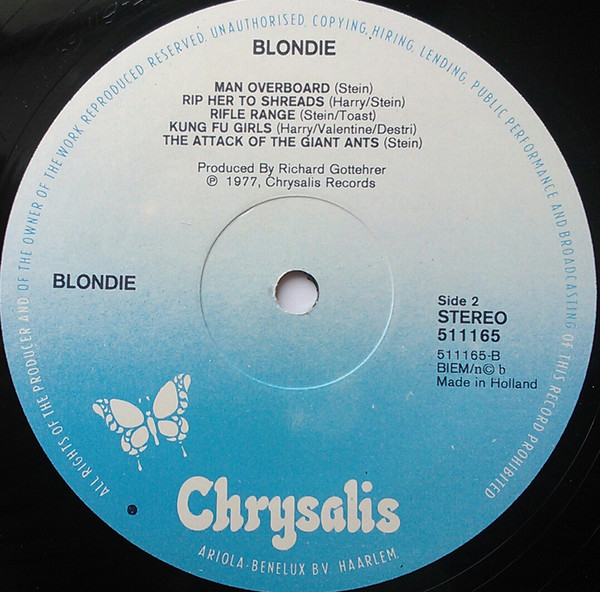 BLONDIE
MAN OVERBOARD (Stein)
RIP HER TO SHREADS (Harry/Stein)
RIFLE RANGE (Stein/Toast)
KUNG FU GIRLS (Harry/Valentine/Destri)
THE ATTACK OF THE GIANT ANTS (Stein)
Produced By Richard Gottehrer
℗ 1977, Chrysalis Records
BLONDIE
Side 2
STEREO
511165
511165-B
BIEM/n©b
Made in Holland
Chrysalis
ARIOLA-BENELUX B.V. HAARLEM.
ALL RIGHTS OF THE PRODUCER AND OF THE OWNER OF THE WORK REPRODUCED RESERVED. UNAUTHORISED, COPYING, HIRING, LENDING, PUBLIC PERFORMANCE AND BROADCASTING OF THIS RECORD PROHIBITED